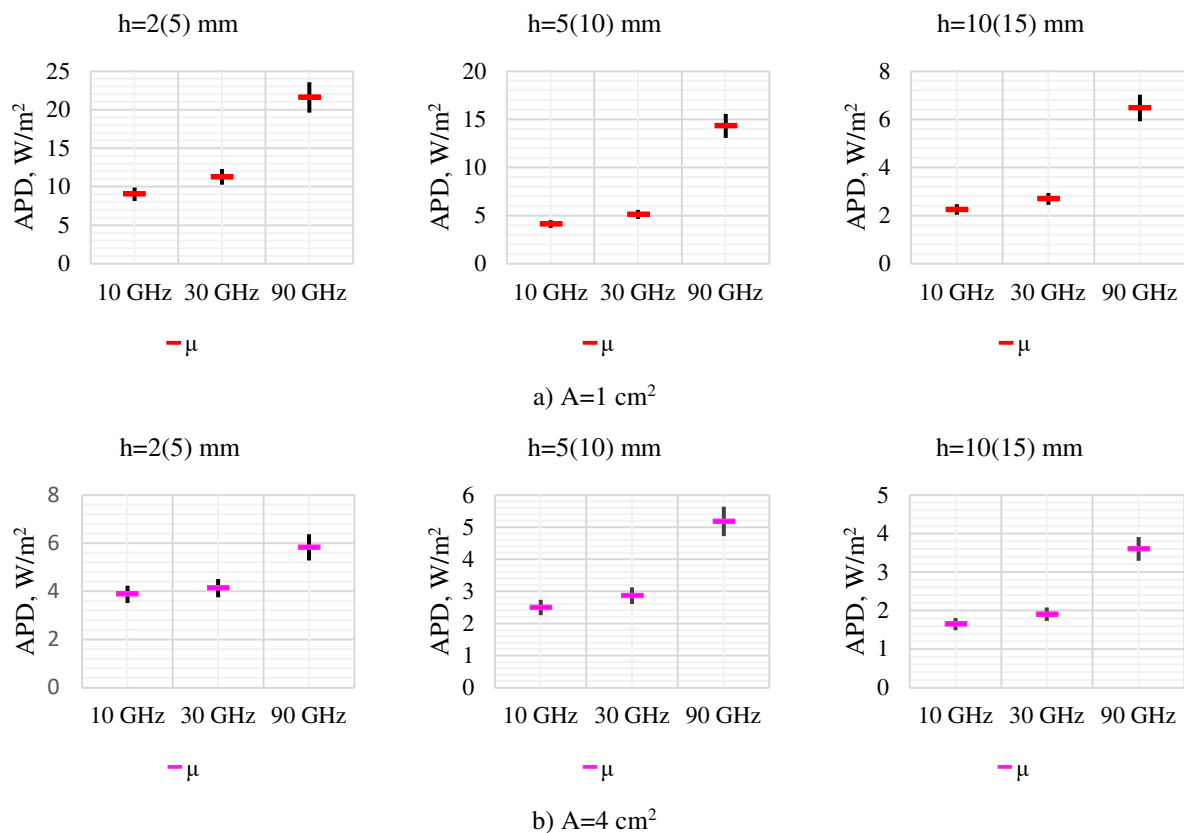 h=2(5) mm
h=5(10) mm
h=10(15) mm
APD, W/m²
25
20
15
10
5
0
10 GHz 30 GHz 90 GHz
μ
APD, W/m²
20
15
10
5
0
10 GHz 30 GHz 90 GHz
μ
APD, W/m²
8
6
4
2
0
10 GHz 30 GHz 90 GHz
μ
a) A=1 cm²
h=2(5) mm
h=5(10) mm
h=10(15) mm
APD, W/m²
8
6
4
2
0
10 GHz 30 GHz 90 GHz
μ
APD, W/m²
6
5
4
3
2
1
0
10 GHz 30 GHz 90 GHz
μ
APD, W/m²
5
4
3
2
1
0
10 GHz 30 GHz 90 GHz
μ
b) A=4 cm²